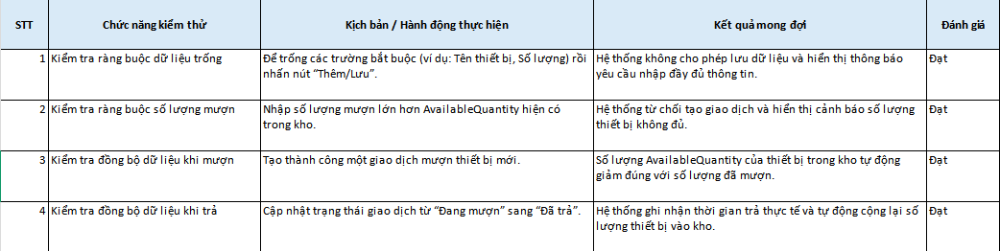 STT Chức năng kiểm thử Kịch bản / Hành động thực hiện Kết quả mong đợi Đánh giá
1 Kiểm tra ràng buộc dữ liệu trống Để trống các trường bắt buộc (ví dụ: Tên thiết bị, Số lượng) rồi Hệ thống không cho phép lưu dữ liệu và hiển thị thông báo Đạt
nhấn nút “Thêm/Lưu”. yêu cầu nhập đầy đủ thông tin.
2 Kiểm tra ràng buộc số lượng mượn Nhập số lượng mượn lớn hơn AvailableQuantity hiện có Hệ thống từ chối tạo giao dịch và hiển thị cảnh báo số lượng Đạt
trong kho. thiết bị không đủ.
3 Kiểm tra đồng bộ dữ liệu khi mượn Tạo thành công một giao dịch mượn thiết bị mới. Số lượng AvailableQuantity của thiết bị trong kho tự động Đạt
giảm đúng với số lượng đã mượn.
4 Kiểm tra đồng bộ dữ liệu khi trả Cập nhật trạng thái giao dịch từ “Đang mượn” sang “Đã trả”. Hệ thống ghi nhận thời gian trả thực tế và tự động cộng lại số Đạt
lượng thiết bị vào kho.